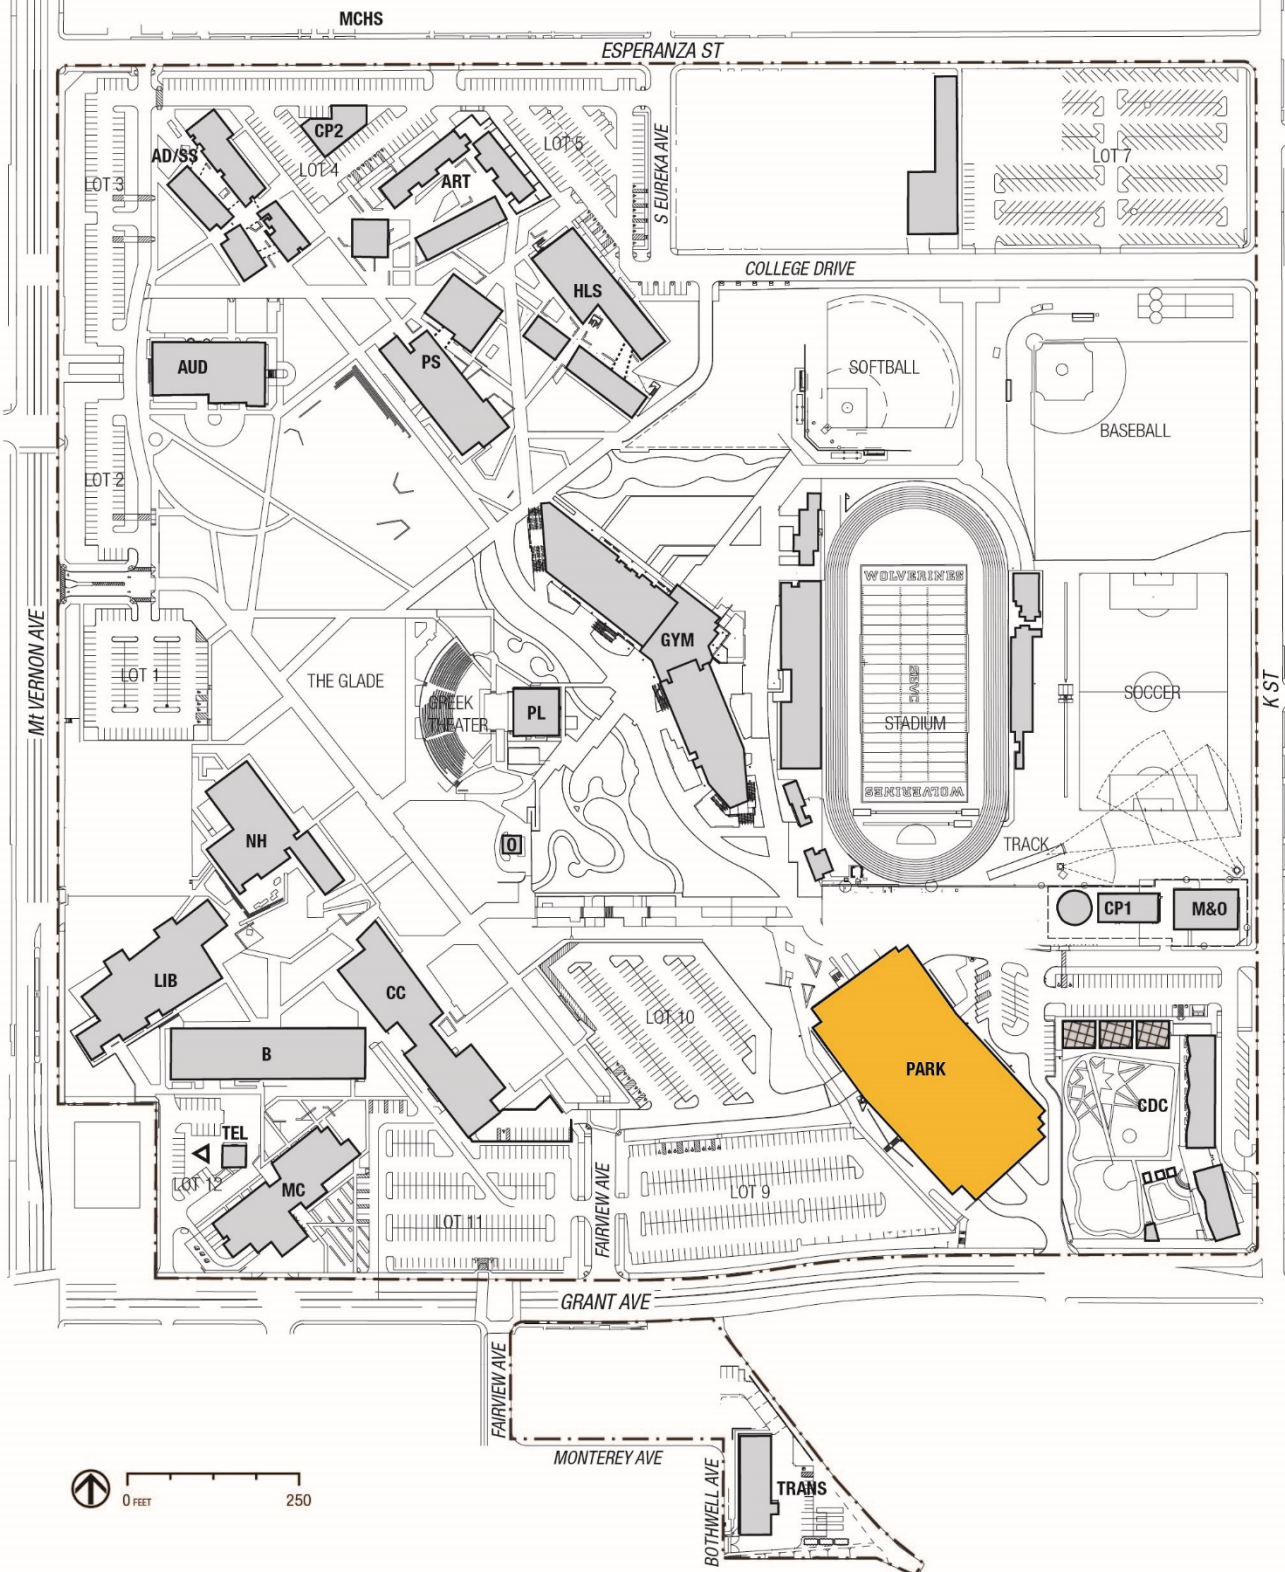 MCHS
ESPERANZA ST
CP2
AD/SS
LOT 4
LOT 5
LOT 3
ART
S EUREKA AVE
LOT 7
COLLEGE DRIVE
HLS
AUD
PS
SOFTBALL
BASEBALL
LOT 2
WOLVERINES
Mt VERNON AVE
GYM
LOT 1
THE GLADE
GREEK
THEATER
PL
SBVC
STADIUM
SOCCER
K ST
WOLVERINES
NH
O
TRACK
CP1
M&O
LIB
CC
LOT 10
B
PARK
CDC
TEL
LOT 12
MC
LOT 11
FAIRVIEW AVE
LOT 9
GRANT AVE
FAIRVIEW AVE
MONTEREY AVE
BOTHWELL AVE
TRANS
0 FEET 250